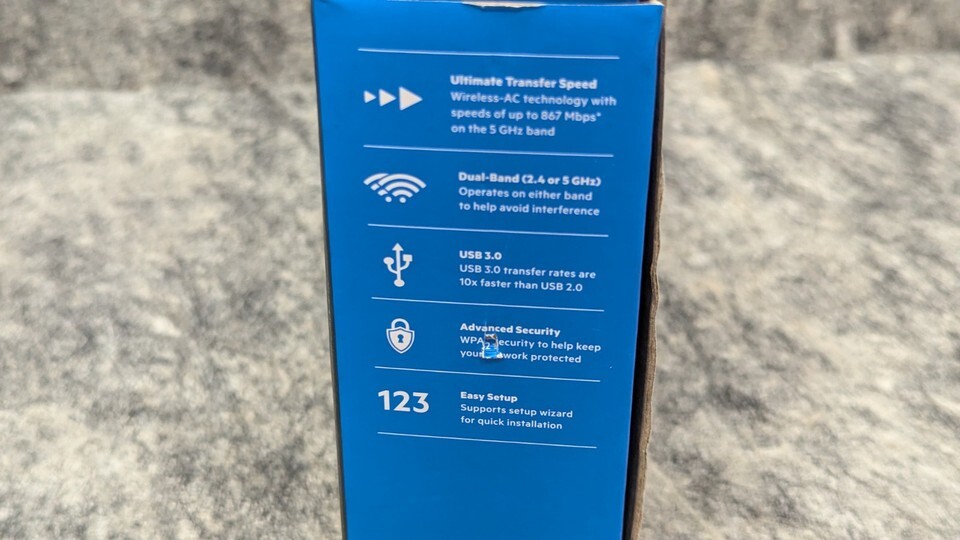 Ultimate Transfer Speed
Wireless-AC technology with
speeds of up to 867 Mbps*
on the 5 GHz band
Dual-Band (2.4 or 5 GHz)
Operates on either band
to help avoid interference
USB 3.0
USB 3.0 transfer rates are
10x faster than USB 2.0
Advanced Security
security to help keep
protected
123
Easy Setup
Supports setup wizard
for quick installation